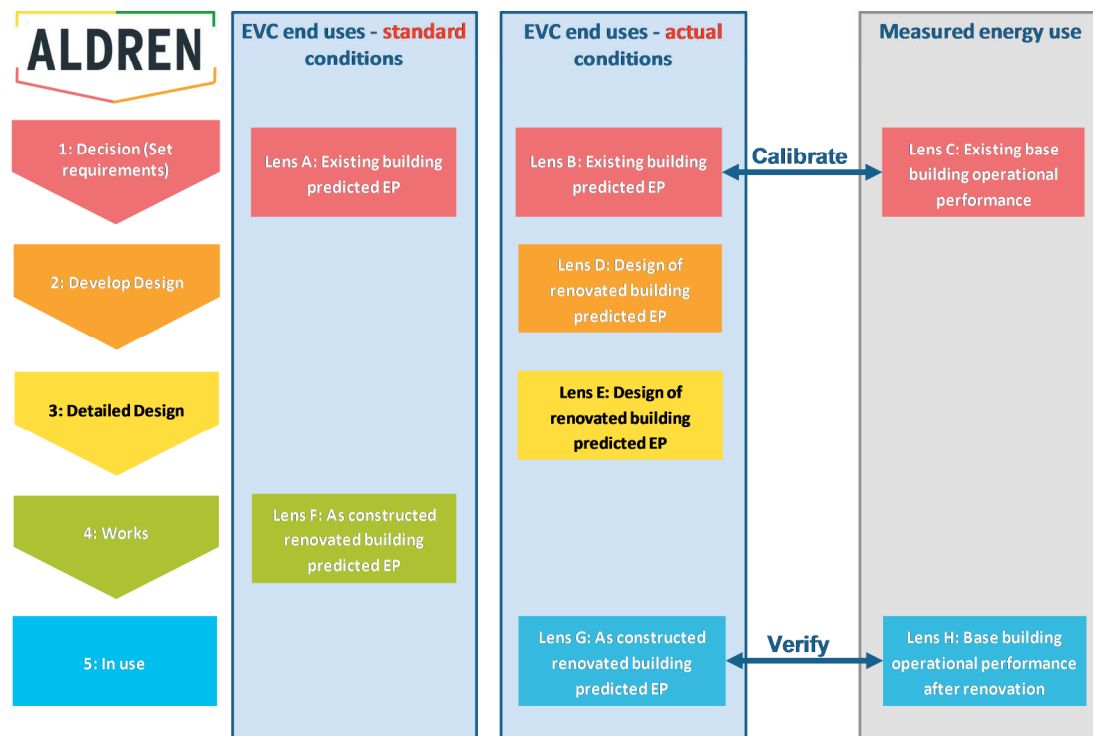 ALDREN
EVC end uses - standard
conditions
EVC end uses - actual
conditions
Measured energy use
1: Decision (Set
requirements)
Lens A: Existing building
predicted EP
Lens B: Existing building
predicted EP
Calibrate
Lens C: Existing base
building operational
performance
2: Develop Design
Lens D: Design of
renovated building
predicted EP
3: Detailed Design
Lens E: Design of
renovated building
predicted EP
4: Works
Lens F: As constructed
renovated building
predicted EP
5: In use
Lens G: As constructed
renovated building
predicted EP
Verify
Lens H: Base building
operational performance
after renovation